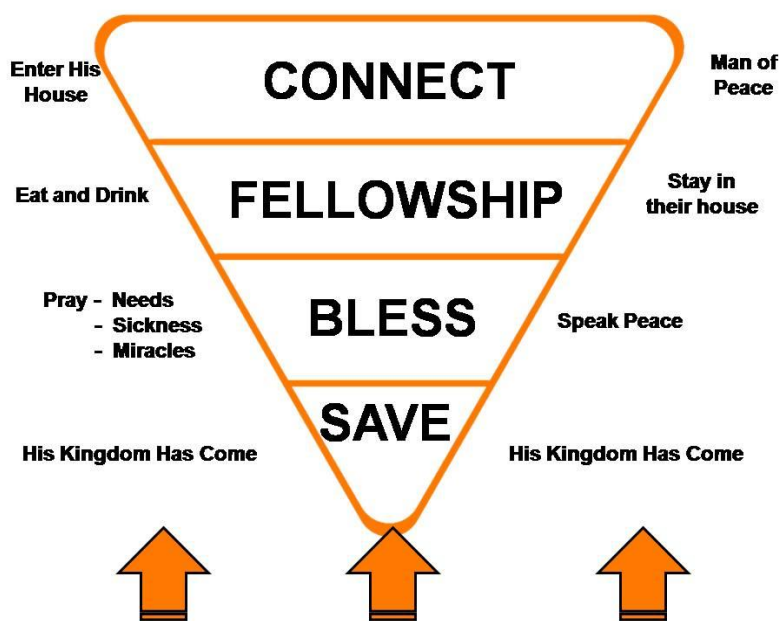 Enter His
House
CONNECT
Man of
Peace
Eat and Drink
FELLOWSHIP
Stay in
their house
Pray - Needs
- Sickness
- Miracles
BLESS
Speak Peace
SAVE
His Kingdom Has Come
His Kingdom Has Come